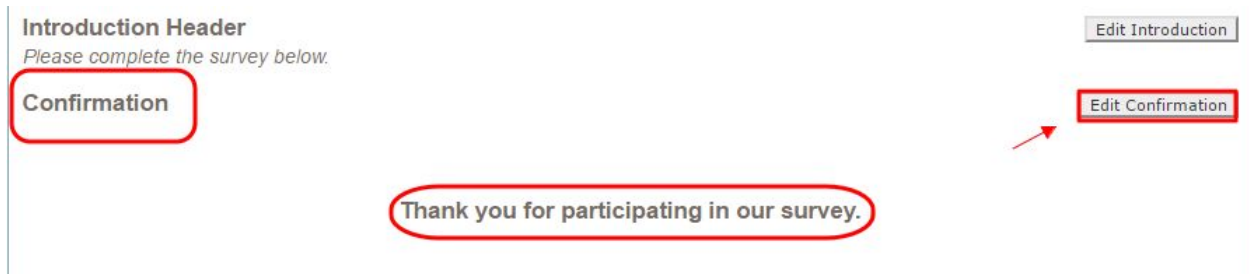 Introduction Header
Edit Introduction
Please complete the survey below.
Confirmation
Edit Confirmation
Thank you for participating in our survey.